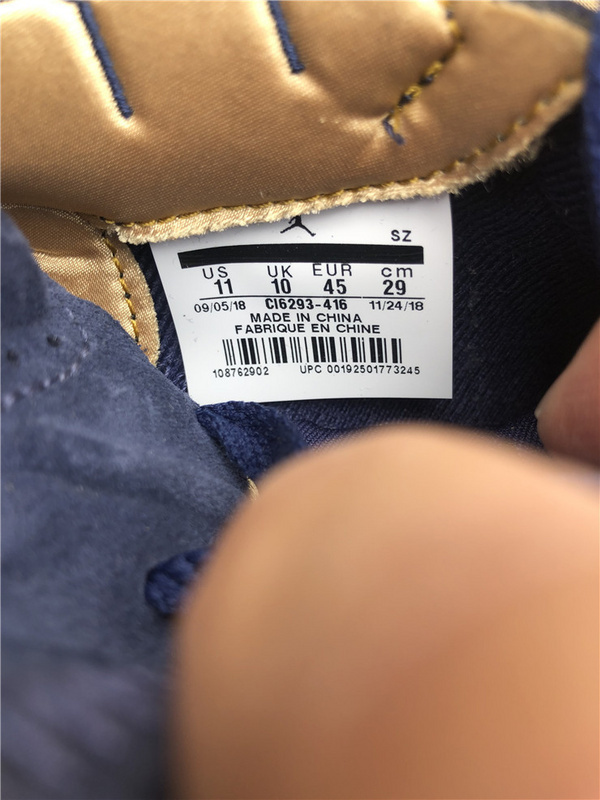 SZ
US UK EUR cm
11 10 45 29
09/05/18 CI6293-416 11/24/18
MADE IN CHINA
FABRIQUE EN CHINE
108762902 UPC 00192501773245